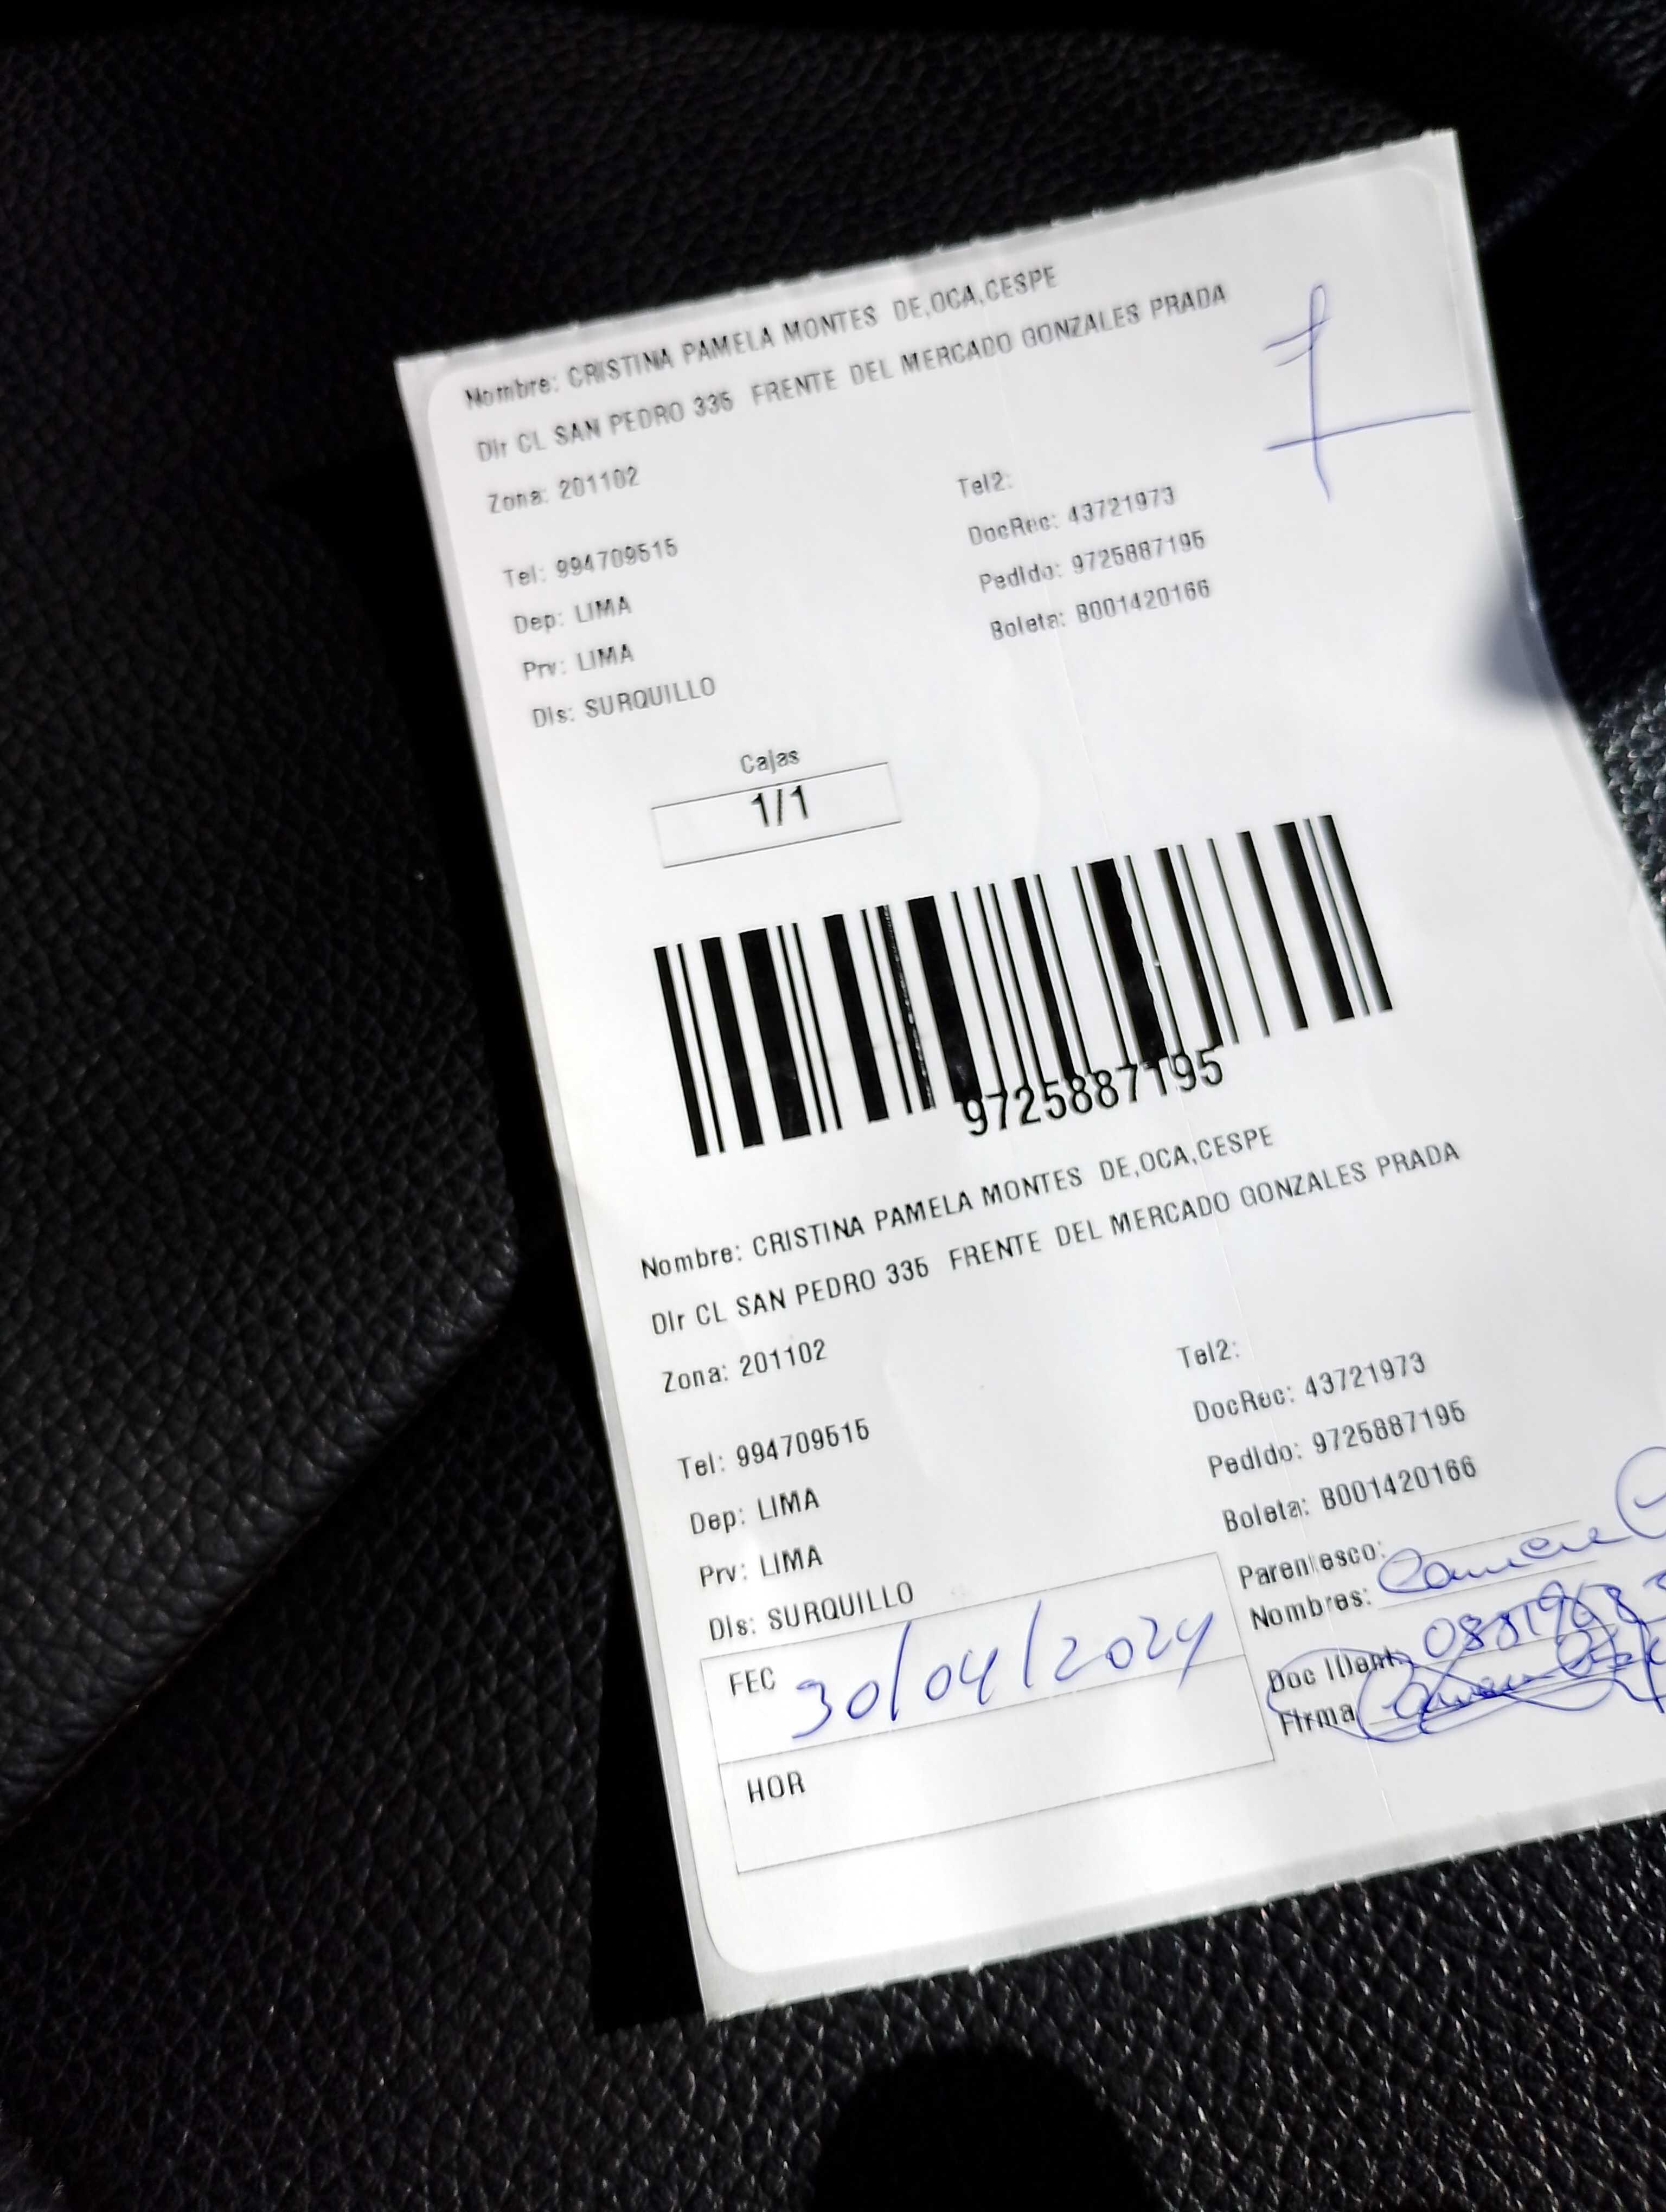 Nombre: CRISTINA PAMELA MONTES DE,OCA,CESPE
Dir CL SAN PEDRO 335 FRENTE DEL MERCADO GONZALES PRADA
Zona: 201102
Tel2:
DocRec: 43721973
Tel: 994709515
Pedido: 9725887195
Dep: LIMA
Boleta: B001420166
Prv: LIMA
Dis: SURQUILLO
7
Cajas
1/1
9725887195
Nombre: CRISTINA PAMELA MONTES DE,OCA,CESPE
Dir CL SAN PEDRO 335 FRENTE DEL MERCADO GONZALES PRADA
Zona: 201102
Tel2:
DocRec: 43721973
Tel: 994709515
Pedido: 9725887195
Dep: LIMA
Boleta: B001420166
Prv: LIMA
Parentesco:
Dis: SURQUILLO
Nombres: Carmen
FEC 30/04/2024
Doc IDent:
Firma
HOR